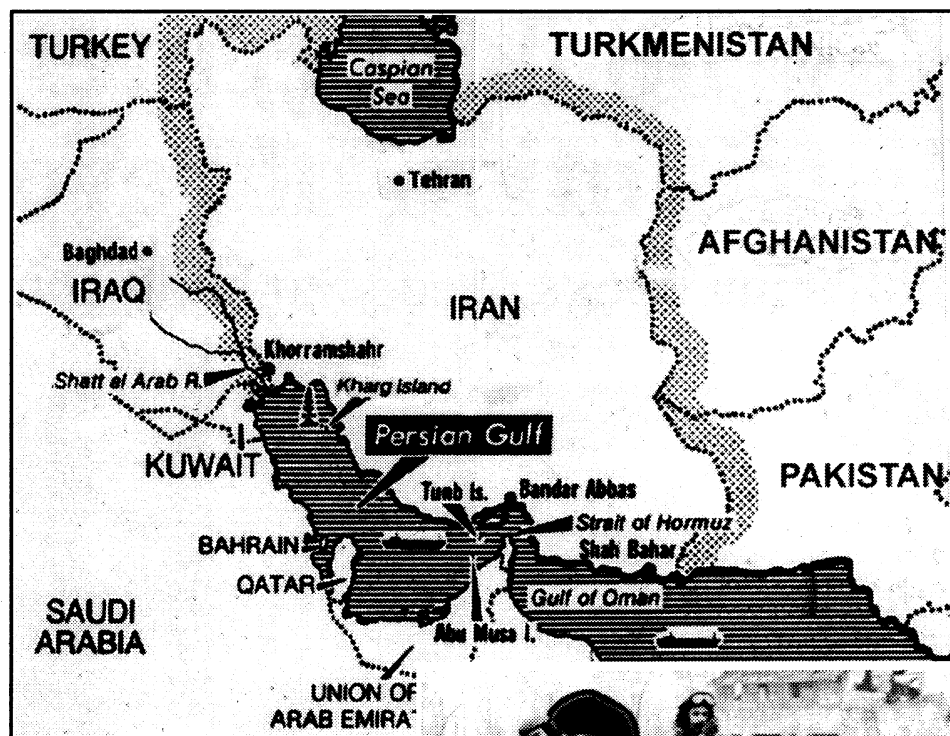 TURKEY
Caspian
Sea
TURKMENISTAN
Tehran
Baghdad
AFGHANISTAN
IRAQ
IRAN
Khorramshahr
Shatt al Arab R.
Kharg Island
Persian Gulf
KUWAIT
PAKISTAN
Tunb Is.
Bandar Abbas
Strait of Hormuz
BAHRAIN
Shah Bahar
QATAR
Gulf of Oman
SAUDI
ARABIA
Abu Musa I.
UNION OF
ARAB EMIRA